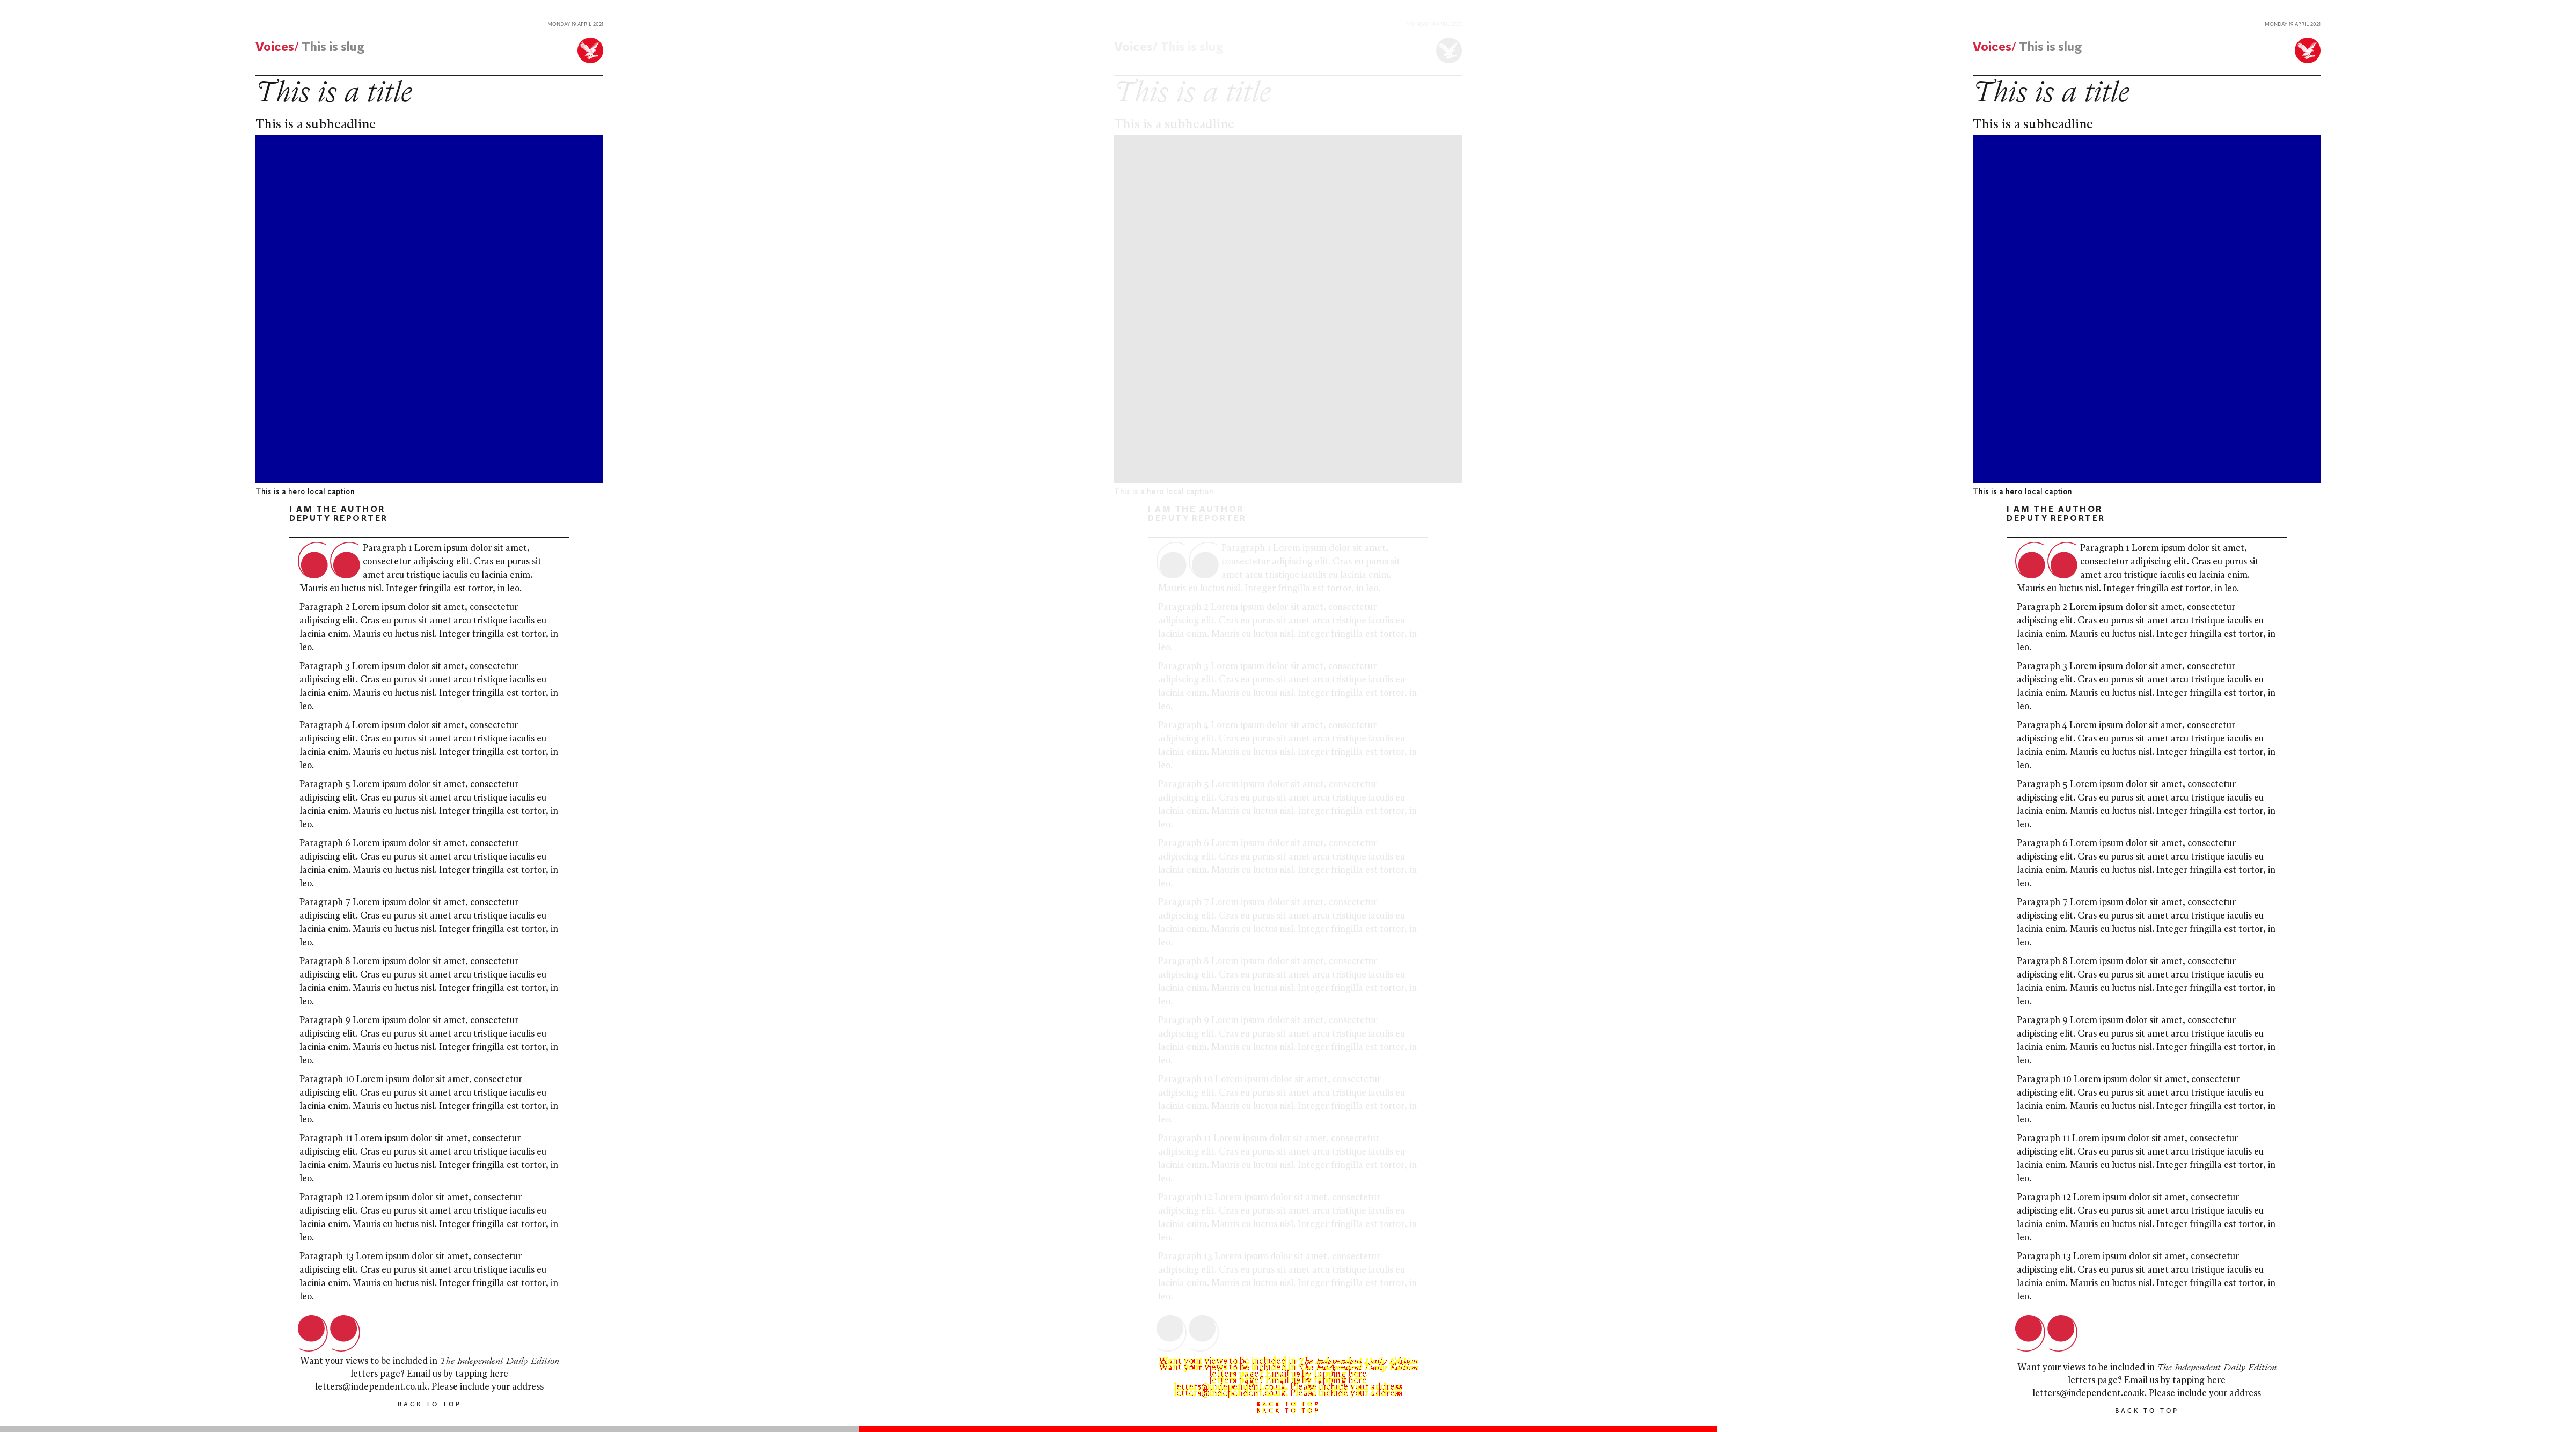 MONDAY 19 APRIL 2021
Voices/ This is slug
This is a title
This is a subheadline
This is a hero local caption
I AM THE AUTHOR
DEPUTY REPORTER
Paragraph 1 Lorem ipsum dolor sit amet,
consectetur adipiscing elit. Cras eu purus sit
amet arcu tristique iaculis eu lacinia enim.
Mauris eu luctus nisl. Integer fringilla est tortor, in leo.
Paragraph 2 Lorem ipsum dolor sit amet, consectetur
adipiscing elit. Cras eu purus sit amet arcu tristique iaculis eu
lacinia enim. Mauris eu luctus nisl. Integer fringilla est tortor, in
leo.
Paragraph 3 Lorem ipsum dolor sit amet, consectetur
adipiscing elit. Cras eu purus sit amet arcu tristique iaculis eu
lacinia enim. Mauris eu luctus nisl. Integer fringilla est tortor, in
leo.
Paragraph 4 Lorem ipsum dolor sit amet, consectetur
adipiscing elit. Cras eu purus sit amet arcu tristique iaculis eu
lacinia enim. Mauris eu luctus nisl. Integer fringilla est tortor, in
leo.
Paragraph 5 Lorem ipsum dolor sit amet, consectetur
adipiscing elit. Cras eu purus sit amet arcu tristique iaculis eu
lacinia enim. Mauris eu luctus nisl. Integer fringilla est tortor, in
leo.
Paragraph 6 Lorem ipsum dolor sit amet, consectetur
adipiscing elit. Cras eu purus sit amet arcu tristique iaculis eu
lacinia enim. Mauris eu luctus nisl. Integer fringilla est tortor, in
leo.
Paragraph 7 Lorem ipsum dolor sit amet, consectetur
adipiscing elit. Cras eu purus sit amet arcu tristique iaculis eu
lacinia enim. Mauris eu luctus nisl. Integer fringilla est tortor, in
leo.
Paragraph 8 Lorem ipsum dolor sit amet, consectetur
adipiscing elit. Cras eu purus sit amet arcu tristique iaculis eu
lacinia enim. Mauris eu luctus nisl. Integer fringilla est tortor, in
leo.
Paragraph 9 Lorem ipsum dolor sit amet, consectetur
adipiscing elit. Cras eu purus sit amet arcu tristique iaculis eu
lacinia enim. Mauris eu luctus nisl. Integer fringilla est tortor, in
leo.
Paragraph 10 Lorem ipsum dolor sit amet, consectetur
adipiscing elit. Cras eu purus sit amet arcu tristique iaculis eu
lacinia enim. Mauris eu luctus nisl. Integer fringilla est tortor, in
leo.
Paragraph 11 Lorem ipsum dolor sit amet, consectetur
adipiscing elit. Cras eu purus sit amet arcu tristique iaculis eu
lacinia enim. Mauris eu luctus nisl. Integer fringilla est tortor, in
leo.
Paragraph 12 Lorem ipsum dolor sit amet, consectetur
adipiscing elit. Cras eu purus sit amet arcu tristique iaculis eu
lacinia enim. Mauris eu luctus nisl. Integer fringilla est tortor, in
leo.
Paragraph 13 Lorem ipsum dolor sit amet, consectetur
adipiscing elit. Cras eu purus sit amet arcu tristique iaculis eu
lacinia enim. Mauris eu luctus nisl. Integer fringilla est tortor, in
leo.
Want your views to be included in The Independent Daily Edition
letters page? Email us by tapping here
letters@independent.co.uk. Please include your address
BACK TO TOP
Voices/ This is slug
This is a title
This is a subheadline
This is a hero local caption
I AM THE AUTHOR
DEPUTY REPORTER
Paragraph 1 Lorem ipsum dolor sit amet,
consectetur adipiscing elit. Cras eu purus sit
amet arcu tristique iaculis eu lacinia enim.
Mauris eu luctus nisl. Integer fringilla est tortor, in leo.
Paragraph 2 Lorem ipsum dolor sit amet, consectetur
adipiscing elit. Cras eu purus sit amet arcu tristique iaculis eu
lacinia enim. Mauris eu luctus nisl. Integer fringilla est tortor, in
leo.
Paragraph 3 Lorem ipsum dolor sit amet, consectetur
adipiscing elit. Cras eu purus sit amet arcu tristique iaculis eu
lacinia enim. Mauris eu luctus nisl. Integer fringilla est tortor, in
leo.
Paragraph 4 Lorem ipsum dolor sit amet, consectetur
adipiscing elit. Cras eu purus sit amet arcu tristique iaculis eu
lacinia enim. Mauris eu luctus nisl. Integer fringilla est tortor, in
leo.
Paragraph 5 Lorem ipsum dolor sit amet, consectetur
adipiscing elit. Cras eu purus sit amet arcu tristique iaculis eu
lacinia enim. Mauris eu luctus nisl. Integer fringilla est tortor, in
leo.
Paragraph 6 Lorem ipsum dolor sit amet, consectetur
adipiscing elit. Cras eu purus sit amet arcu tristique iaculis eu
lacinia enim. Mauris eu luctus nisl. Integer fringilla est tortor, in
leo.
Paragraph 7 Lorem ipsum dolor sit amet, consectetur
adipiscing elit. Cras eu purus sit amet arcu tristique iaculis eu
lacinia enim. Mauris eu luctus nisl. Integer fringilla est tortor, in
leo.
Paragraph 8 Lorem ipsum dolor sit amet, consectetur
adipiscing elit. Cras eu purus sit amet arcu tristique iaculis eu
lacinia enim. Mauris eu luctus nisl. Integer fringilla est tortor, in
leo.
Paragraph 9 Lorem ipsum dolor sit amet, consectetur
adipiscing elit. Cras eu purus sit amet arcu tristique iaculis eu
lacinia enim. Mauris eu luctus nisl. Integer fringilla est tortor, in
leo.
Paragraph 10 Lorem ipsum dolor sit amet, consectetur
adipiscing elit. Cras eu purus sit amet arcu tristique iaculis eu
lacinia enim. Mauris eu luctus nisl. Integer fringilla est tortor, in
leo.
Paragraph 11 Lorem ipsum dolor sit amet, consectetur
adipiscing elit. Cras eu purus sit amet arcu tristique iaculis eu
lacinia enim. Mauris eu luctus nisl. Integer fringilla est tortor, in
leo.
Paragraph 12 Lorem ipsum dolor sit amet, consectetur
adipiscing elit. Cras eu purus sit amet arcu tristique iaculis eu
lacinia enim. Mauris eu luctus nisl. Integer fringilla est tortor, in
leo.
Paragraph 13 Lorem ipsum dolor sit amet, consectetur
adipiscing elit. Cras eu purus sit amet arcu tristique iaculis eu
lacinia enim. Mauris eu luctus nisl. Integer fringilla est tortor, in
leo.
Want your views to be included in The Independent Daily Edition
Want your views to be included in The Independent Daily Edition
letters page? Email us by tapping here
letters page? Email us by tapping here
letters@independent.co.uk. Please include your address
letters@independent.co.uk. Please include your address
BACK TO TOP
BACK TO TOP
MONDAY 19 APRIL 2021
Voices/ This is slug
This is a title
This is a subheadline
This is a hero local caption
I AM THE AUTHOR
DEPUTY REPORTER
Paragraph 1 Lorem ipsum dolor sit amet,
consectetur adipiscing elit. Cras eu purus sit
amet arcu tristique iaculis eu lacinia enim.
Mauris eu luctus nisl. Integer fringilla est tortor, in leo.
Paragraph 2 Lorem ipsum dolor sit amet, consectetur
adipiscing elit. Cras eu purus sit amet arcu tristique iaculis eu
lacinia enim. Mauris eu luctus nisl. Integer fringilla est tortor, in
leo.
Paragraph 3 Lorem ipsum dolor sit amet, consectetur
adipiscing elit. Cras eu purus sit amet arcu tristique iaculis eu
lacinia enim. Mauris eu luctus nisl. Integer fringilla est tortor, in
leo.
Paragraph 4 Lorem ipsum dolor sit amet, consectetur
adipiscing elit. Cras eu purus sit amet arcu tristique iaculis eu
lacinia enim. Mauris eu luctus nisl. Integer fringilla est tortor, in
leo.
Paragraph 5 Lorem ipsum dolor sit amet, consectetur
adipiscing elit. Cras eu purus sit amet arcu tristique iaculis eu
lacinia enim. Mauris eu luctus nisl. Integer fringilla est tortor, in
leo.
Paragraph 6 Lorem ipsum dolor sit amet, consectetur
adipiscing elit. Cras eu purus sit amet arcu tristique iaculis eu
lacinia enim. Mauris eu luctus nisl. Integer fringilla est tortor, in
leo.
Paragraph 7 Lorem ipsum dolor sit amet, consectetur
adipiscing elit. Cras eu purus sit amet arcu tristique iaculis eu
lacinia enim. Mauris eu luctus nisl. Integer fringilla est tortor, in
leo.
Paragraph 8 Lorem ipsum dolor sit amet, consectetur
adipiscing elit. Cras eu purus sit amet arcu tristique iaculis eu
lacinia enim. Mauris eu luctus nisl. Integer fringilla est tortor, in
leo.
Paragraph 9 Lorem ipsum dolor sit amet, consectetur
adipiscing elit. Cras eu purus sit amet arcu tristique iaculis eu
lacinia enim. Mauris eu luctus nisl. Integer fringilla est tortor, in
leo.
Paragraph 10 Lorem ipsum dolor sit amet, consectetur
adipiscing elit. Cras eu purus sit amet arcu tristique iaculis eu
lacinia enim. Mauris eu luctus nisl. Integer fringilla est tortor, in
leo.
Paragraph 11 Lorem ipsum dolor sit amet, consectetur
adipiscing elit. Cras eu purus sit amet arcu tristique iaculis eu
lacinia enim. Mauris eu luctus nisl. Integer fringilla est tortor, in
leo.
Paragraph 12 Lorem ipsum dolor sit amet, consectetur
adipiscing elit. Cras eu purus sit amet arcu tristique iaculis eu
lacinia enim. Mauris eu luctus nisl. Integer fringilla est tortor, in
leo.
Paragraph 13 Lorem ipsum dolor sit amet, consectetur
adipiscing elit. Cras eu purus sit amet arcu tristique iaculis eu
lacinia enim. Mauris eu luctus nisl. Integer fringilla est tortor, in
leo.
Want your views to be included in The Independent Daily Edition
letters page? Email us by tapping here
letters@independent.co.uk. Please include your address
BACK TO TOP